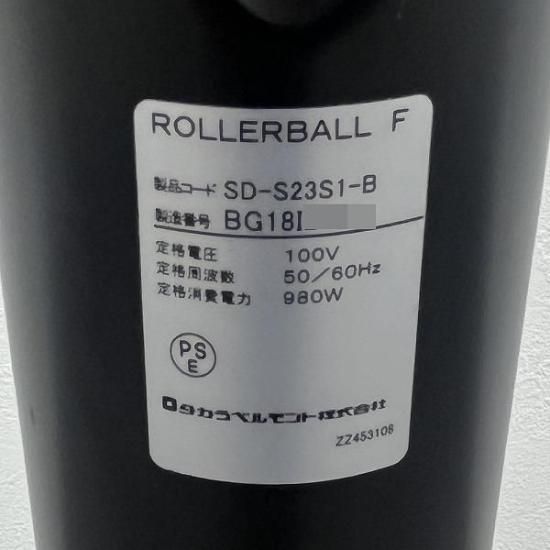 ROLLERBALL F
製品コード SD-S23S1-B
製造番号 BG18I
定格電圧 100V
定格周波数 50/60Hz
定格消費電力 980W
PS
E
タカラベルモント株式会社
ZZ453108